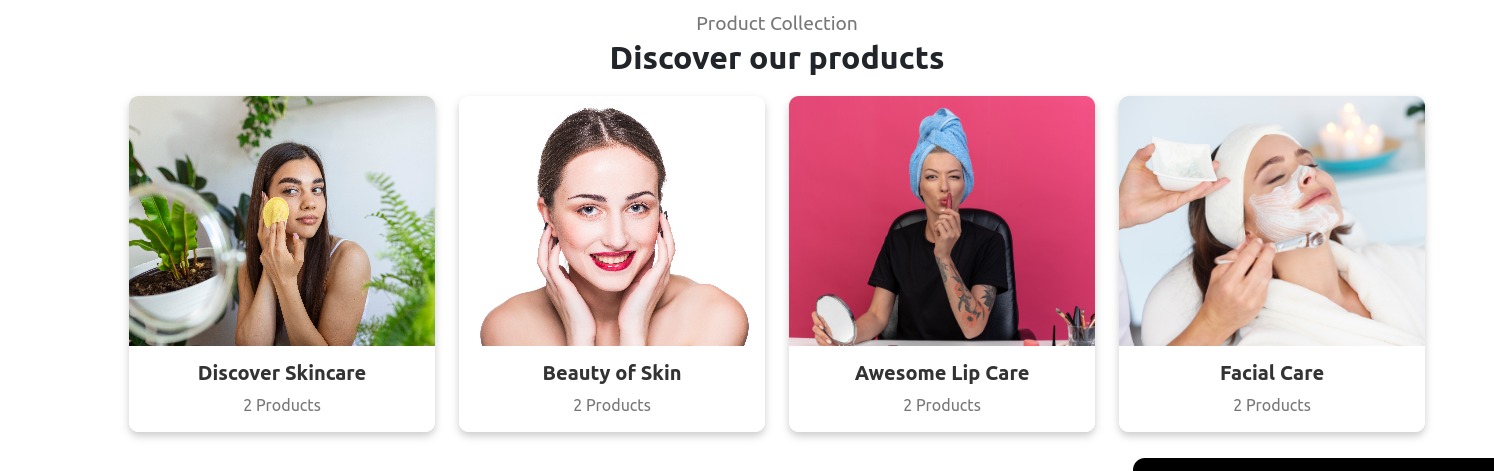 Product Collection
Discover our products
Discover Skincare
2 Products
Beauty of Skin
2 Products
Awesome Lip Care
2 Products
Facial Care
2 Products